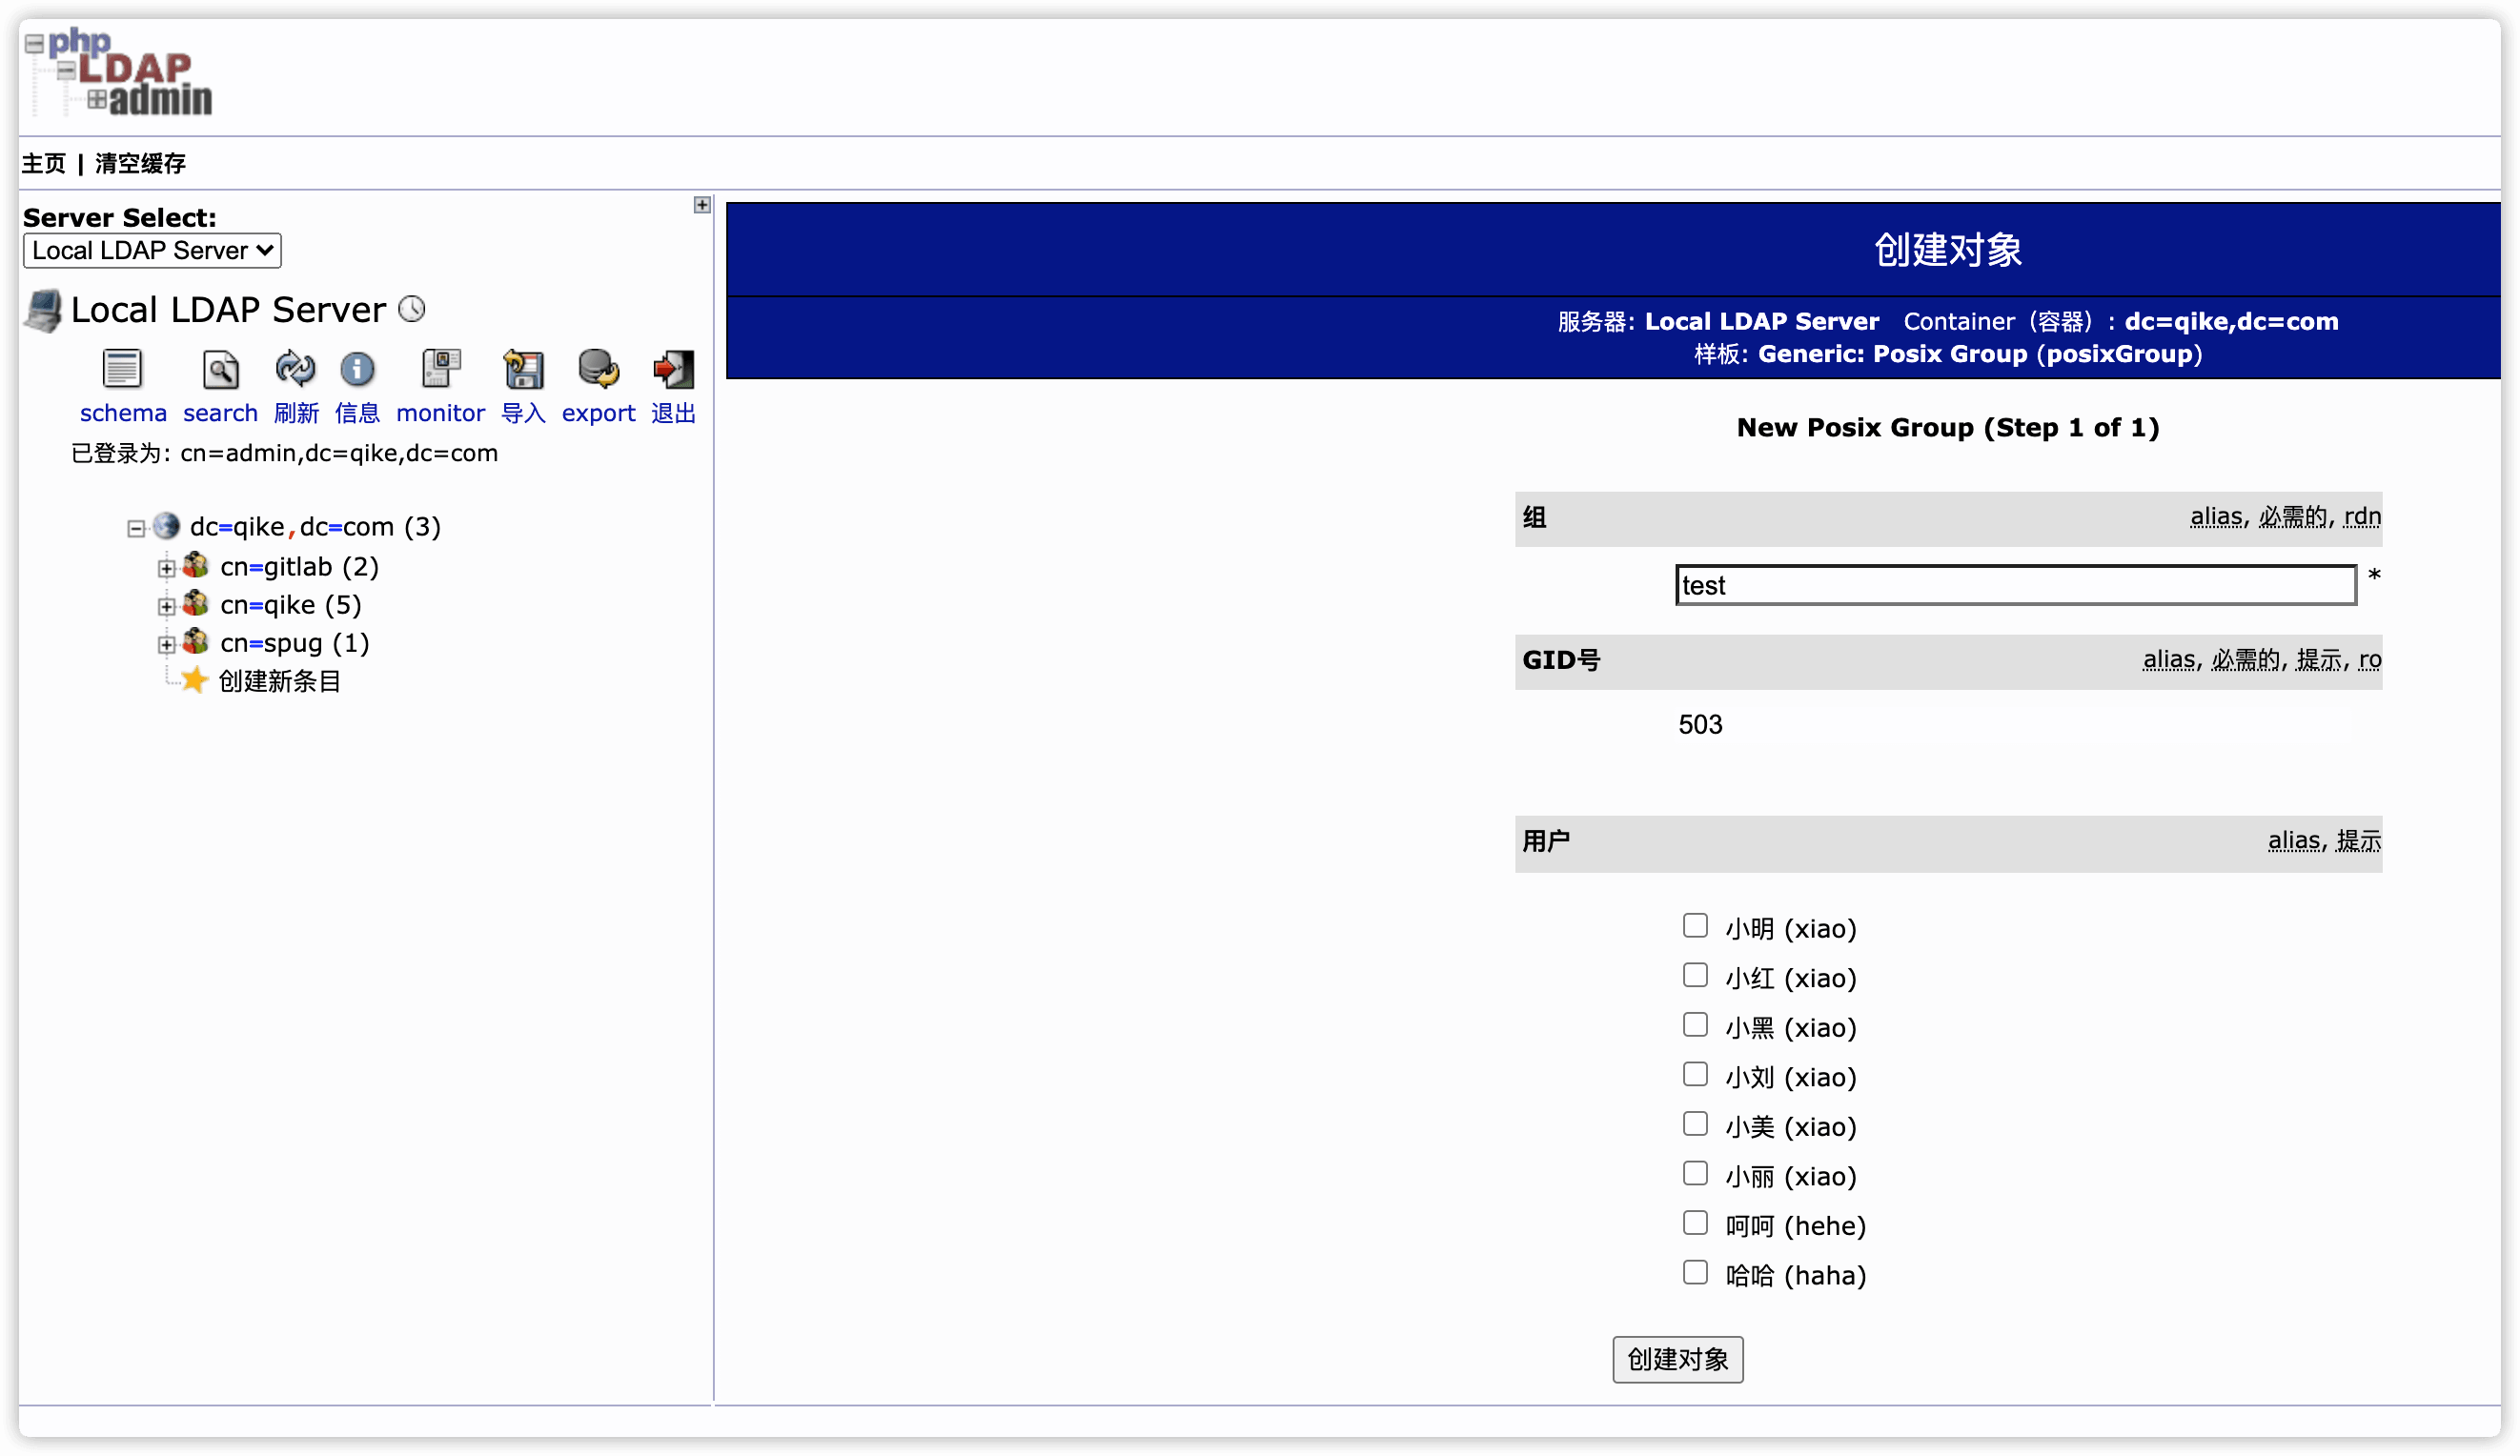 php
LDAP
admin
主页 | 清空缓存
Server Select:
Local LDAP Server
Local LDAP Server
schema search 刷新 信息 monitor 导入 export 退出
已登录为: cn=admin,dc=qike,dc=com
dc=qike,dc=com (3)
cn=gitlab (2)
cn=qike (5)
cn=spug (1)
创建新条目
创建对象
服务器: Local LDAP Server Container（容器）: dc=qike,dc=com
样板: Generic: Posix Group (posixGroup)
New Posix Group (Step 1 of 1)
组 alias, 必需的, rdn
test *
GID号 alias, 必需的, 提示, ro
503
用户 alias, 提示
小明 (xiao)
小红 (xiao)
小黑 (xiao)
小刘 (xiao)
小美 (xiao)
小丽 (xiao)
呵呵 (hehe)
哈哈 (haha)
创建对象